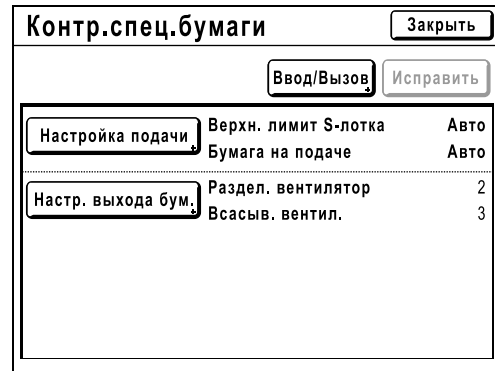 Контр.спец.бумаги Закрыть
Ввод/Вызов Исправить
Настройка подачи Верхн. лимит S-лотка Авто
Бумага на подаче Авто
Настр. выхода бум. Раздел. вентилятор 2
Всасыв. вентил. 3